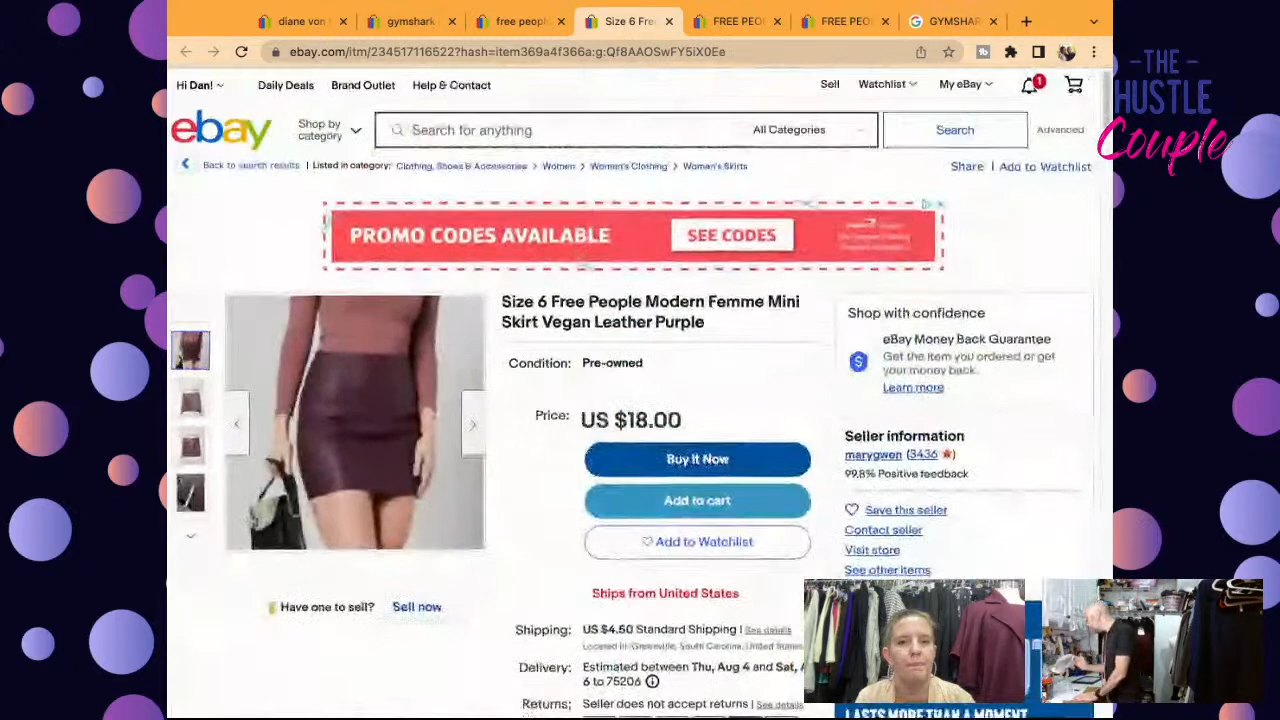 diane von
gymshark
free people
Size 6 Free
FREE PEO
FREE PEO
GYMSHAR
ebay.com/itm/234517116522?hash=item369a4f366a:g:Qf8AAOSwFY5iX0Ee
-THE-
HUSTLE
Couple
Hi Dan!
Daily Deals
Brand Outlet
Help & Contact
Sell
Watchlist
My eBay
1
ebay
Shop by
category
Search for anything
All Categories
Search
Advanced
Back to search results
Listed in category:
Clothing, Shoes & Accessories > Women > Women's Clothing > Women's Skirts
Share | Add to Watchlist
PROMO CODES AVAILABLE
SEE CODES
Size 6 Free People Modern Femme Mini
Skirt Vegan Leather Purple
Condition: Pre-owned
Price: US $18.00
Buy It Now
Add to cart
Add to Watchlist
Ships from United States
Shipping: US $4.50 Standard Shipping | See details
Located in: Greenville, South Carolina, United States
Delivery: Estimated between Thu, Aug 4 and Sat,
6 to 75206
Returns: Seller does not accept returns | See details
Have one to sell? Sell now
Shop with confidence
eBay Money Back Guarantee
Get the item you ordered or get
your money back.
Learn more
Seller information
marygwen (3436)
99.8% Positive feedback
Save this seller
Contact seller
Visit store
See other items
LASTS MORE THAN A MOMENT